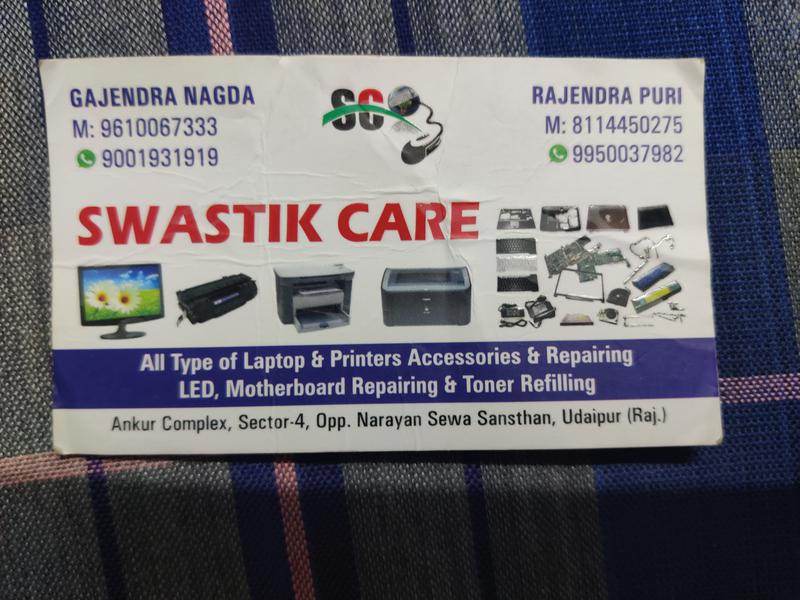 GAJENDRA NAGDA
M: 9610067333
9001931919
SC
RAJENDRA PURI
M: 8114450275
9950037982
SWASTIK CARE
All Type of Laptop & Printers Accessories & Repairing
LED, Motherboard Repairing & Toner Refilling
Ankur Complex, Sector-4, Opp. Narayan Sewa Sansthan, Udaipur (Raj.)